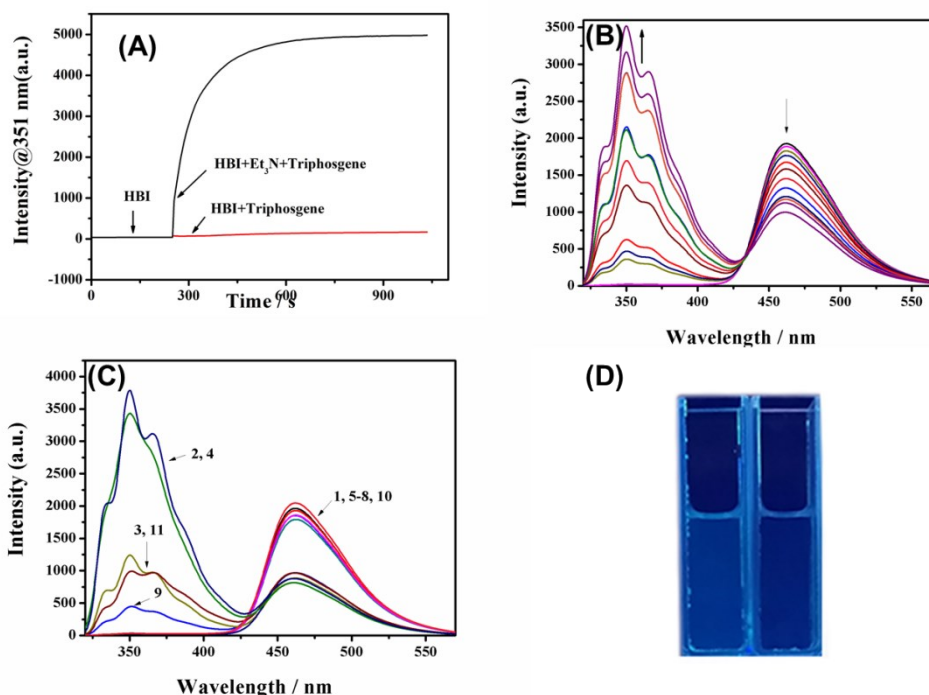 (A)
Intensity@351 nm(a.u.)
5000
4000
3000
2000
1000
0
-1000
HBI
HBI+Et3N+Triphosgene
HBI+Triphosgene
0 300 600 900
Time / s
(B)
Intensity (a.u.)
3500
3000
2500
2000
1500
1000
500
0
350 400 450 500 550
Wavelength / nm
(C)
Intensity (a.u.)
4000
3500
3000
2500
2000
1500
1000
500
0
2, 4
3, 11
9
1, 5-8, 10
350 400 450 500 550
Wavelength / nm
(D)